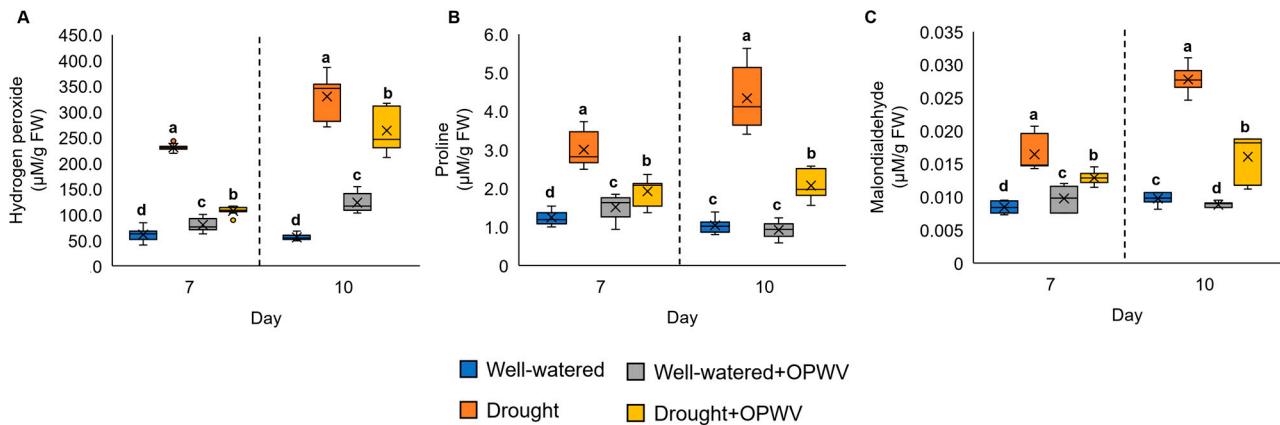 A
Hydrogen peroxide
(µM/g FW)
450.0
400.0
350.0
300.0
250.0
200.0
150.0
100.0
50.0
.0
d
a
c
b
d
a
c
b
7
10
Day
B
Proline
(µM/g FW)
6.0
5.0
4.0
3.0
2.0
1.0
0
d
a
c
b
c
a
c
b
7
10
Day
C
Malondialdehyde
(µM/g FW)
0.035
0.030
0.025
0.020
0.015
0.010
0.005
0
d
a
c
b
c
a
d
b
7
10
Day
Well-watered
Well-watered+OPWV
Drought
Drought+OPWV